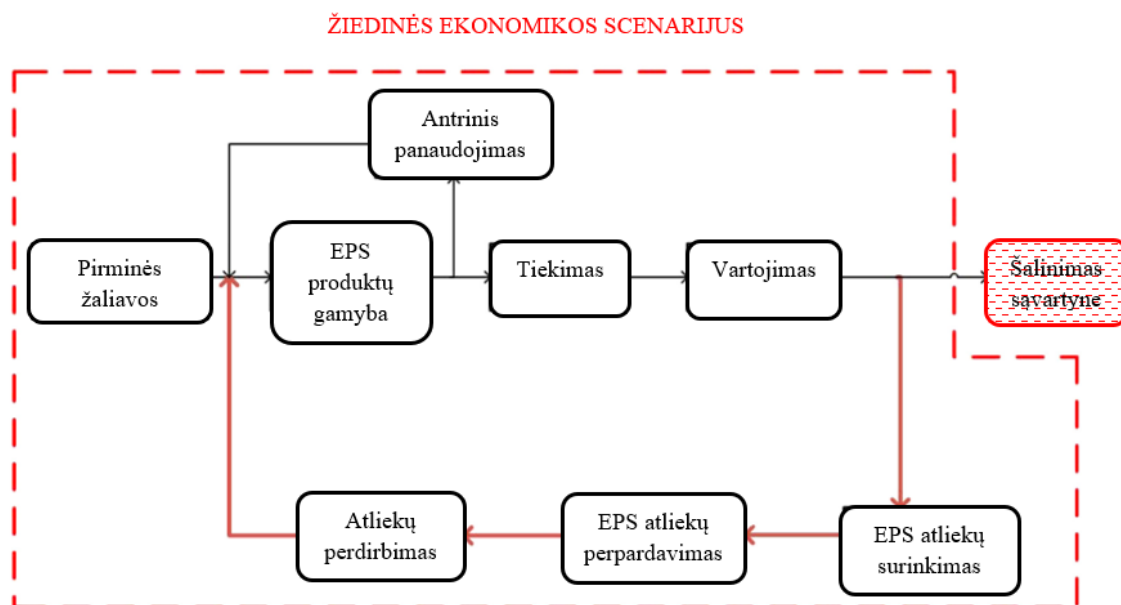 ŽIEDINĖS EKONOMIKOS SCENARIJUS
Antrinis
panaudojimas
Pirminės
žaliavos
EPS
produktų
gamyba
Tiekimas
Vartojimas
Šalinimas
sąvartyne
Atliekų
perdirbimas
EPS atliekų
perpardavimas
EPS atliekų
surinkimas